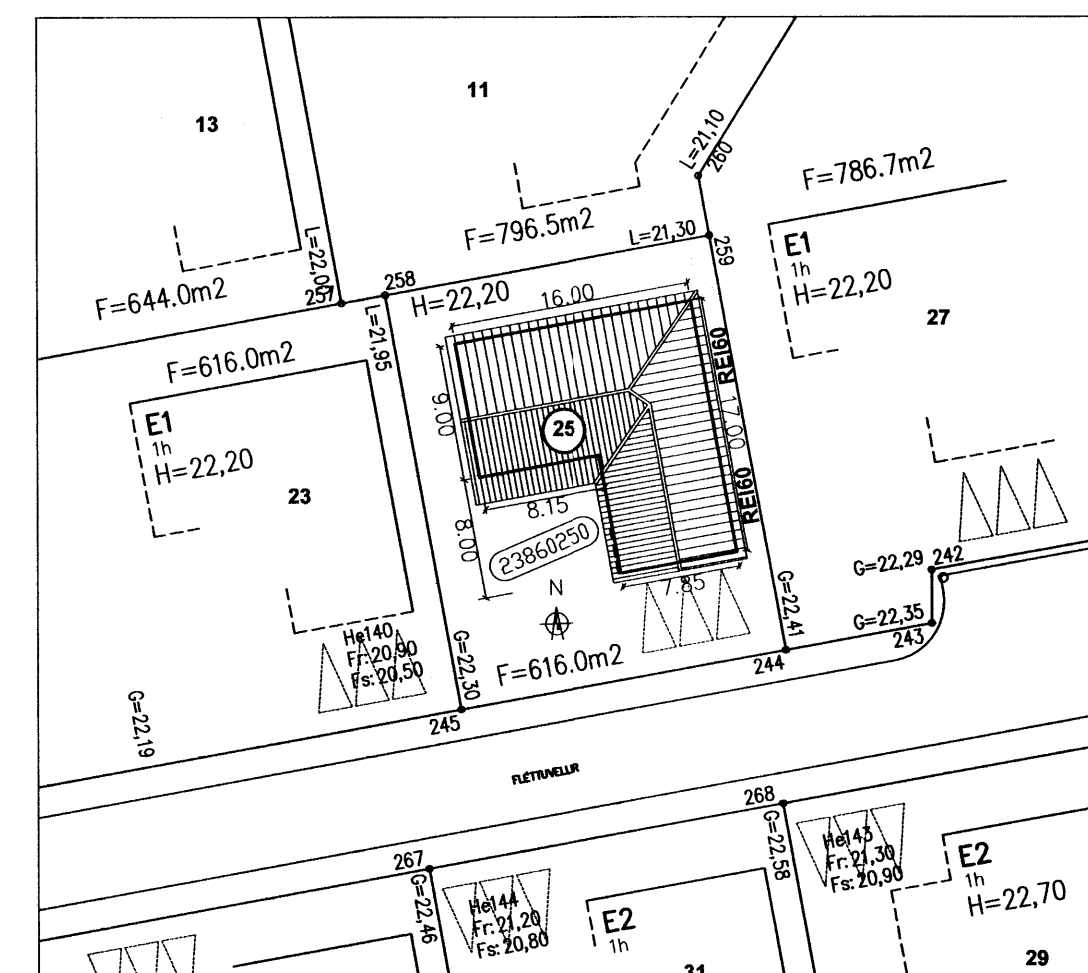 11
13
L=21,10
260
F=786.7m2
F=796.5m2
L=21,30
259
E1
1h
H=22,20
27
L=22,00
257
258
F=644.0m2
H=22,20
16.00
L=21,95
F=616.0m2
REI60
17.00
REI60
9.00
25
E1
1h
H=22,20
23
8.15
8.00
23860250
N
7.85
G=22,29
242
G=22,35
243
G=22,41
244
He140
Fr: 20,90
Fs: 20,50
G=22,30
F=616.0m2
245
G=22,19
FLÉTTUVELLIR
268
G=22,58
He143
Fr: 21,30
Fs: 20,90
E2
1h
H=22,70
29
267
G=22,46
He144
Fr: 21,20
Fs: 20,80
E2
1h
31